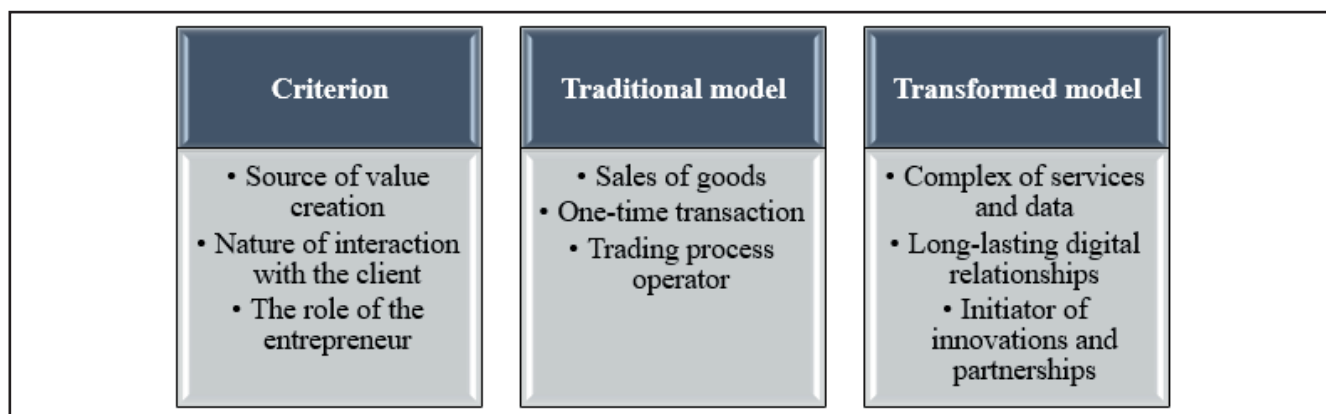 Criterion
• Source of value
creation
• Nature of interaction
with the client
• The role of the
entrepreneur
Traditional model
• Sales of goods
• One-time transaction
• Trading process
operator
Transformed model
• Complex of services
and data
• Long-lasting digital
relationships
• Initiator of
innovations and
partnerships